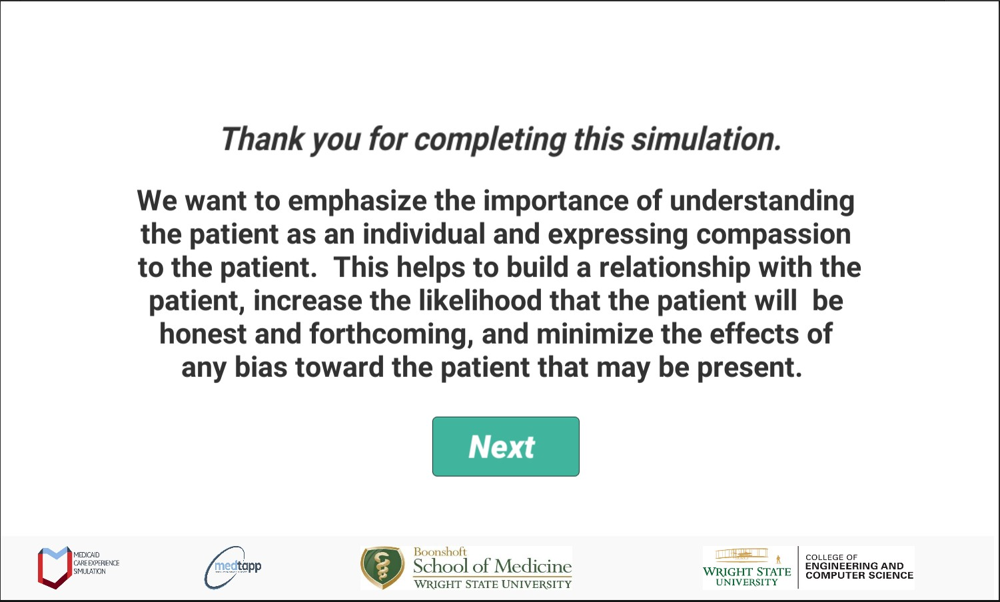 Thank you for completing this simulation.
We want to emphasize the importance of understanding
the patient as an individual and expressing compassion
to the patient.  This helps to build a relationship with the
patient, increase the likelihood that the patient will  be
honest and forthcoming, and minimize the effects of
any bias toward the patient that may be present.
Next
MEDICAID
CARE EXPERIENCE
SIMULATION
medtapp
Boonshoft
School of Medicine
WRIGHT STATE UNIVERSITY
WRIGHT STATE
UNIVERSITY
COLLEGE OF
ENGINEERING AND
COMPUTER SCIENCE